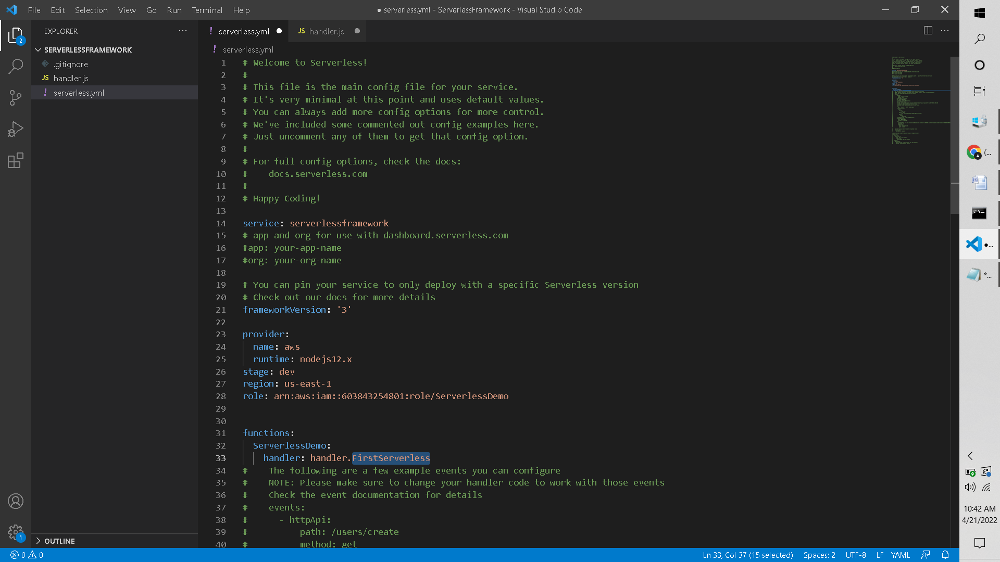 File Edit Selection View Go Run Terminal Help
● serverless.yml - ServerlessFramework - Visual Studio Code
EXPLORER
SERVERLESSFRAMEWORK
.gitignore
JS handler.js
! serverless.yml
OUTLINE
2
1
! serverless.yml
JS handler.js
! serverless.yml
1 # Welcome to Serverless!
2 #
3 # This file is the main config file for your service.
4 # It's very minimal at this point and uses default values.
5 # You can always add more config options for more control.
6 # We've included some commented out config examples here.
7 # Just uncomment any of them to get that config option.
8 #
9 # For full config options, check the docs:
10 #    docs.serverless.com
11 #
12 # Happy Coding!
13
14 service: serverlessframework
15 # app and org for use with dashboard.serverless.com
16 #app: your-app-name
17 #org: your-org-name
18
19 # You can pin your service to only deploy with a specific Serverless version
20 # Check out our docs for more details
21 frameworkVersion: '3'
22
23 provider:
24   name: aws
25   runtime: nodejs12.x
26 stage: dev
27 region: us-east-1
28 role: arn:aws:iam::603843254801:role/ServerlessDemo
29
30
31 functions:
32   ServerlessDemo:
33     handler: handler.FirstServerless
34 #    The following are a few example events you can configure
35 #    NOTE: Please make sure to change your handler code to work with those events
36 #    Check the event documentation for details
37 #    events:
38 #      - httpApi:
39 #          path: /users/create
40 #          method: get
0 0
Ln 33, Col 37 (15 selected) Spaces: 2 UTF-8 LF YAML
(...
●...
*...
10:42 AM
4/21/2022